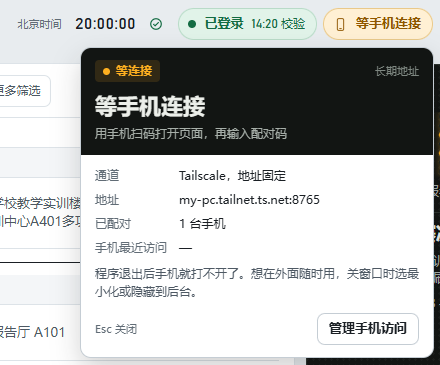 北京时间 20:00:00 已登录 14:20 校验 等手机连接
更多筛选
等连接 长期地址
等手机连接
用手机扫码打开页面，再输入配对码
通道 Tailscale，地址固定
地址 my-pc.tailnet.ts.net:8765
已配对 1 台手机
手机最近访问 —
程序退出后手机就打不开了。想在外面随时用，关窗口时选最
小化或隐藏到后台。
Esc 关闭 管理手机访问
学校教学实训楼
训中心A401多功
报告厅 A101